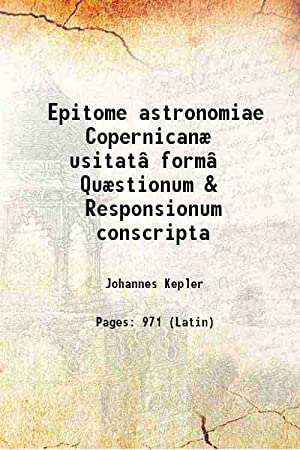 Epitome astronomiae
Copernicanæ
usitatâ formâ
Quæstionum &
Responsionum
conscripta
Johannes Kepler
Pages: 971 (Latin)